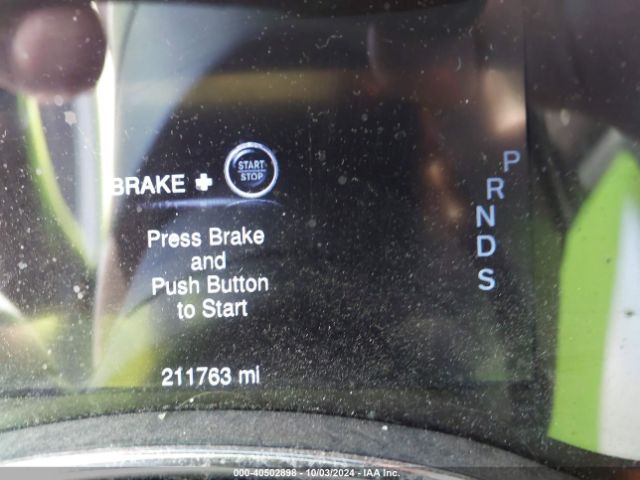 BRAKE + START STOP
Press Brake
and
Push Button
to Start
211763 mi
P
R
N
D
S
000-40502898 - 10/03/2024 - IAA Inc.